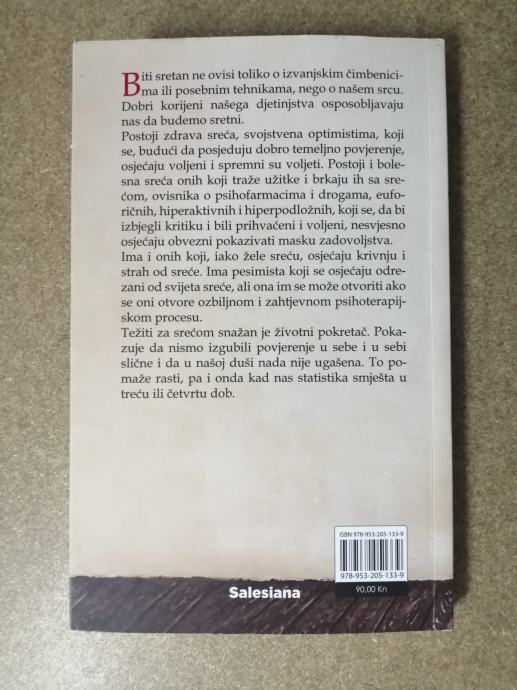 Biti sretan ne ovisi toliko o izvanjskim čimbenici-
ma ili posebnim tehnikama, nego o našem srcu.
Dobri korijeni našega djetinjstva osposobljavaju
nas da budemo sretni.
Postoji zdrava sreća, svojstvena optimistima, koji
se, budući da posjeduju dobro temeljno povjerenje,
osjećaju voljeni i spremni su voljeti. Postoji i bole-
sna sreća onih koji traže užitke i brkaju ih sa sre-
ćom, ovisnika o psihofarmacima i drogama, eufo-
ričnih, hiperaktivnih i hiperpodložnih, koji se, da bi
izbjegli kritiku i bili prihvaćeni i voljeni, nesvjesno
osjećaju obvezni pokazivati masku zadovoljstva.
Ima i onih koji, iako žele sreću, osjećaju krivnju i
strah od sreće. Ima pesimista koji se osjećaju odre-
zani od svijeta sreće, ali ona im se može otvoriti ako
se oni otvore ozbiljnom i zahtjevnom psihoterapij-
skom procesu.
Težiti za srećom snažan je životni pokretač. Poka-
zuje da nismo izgubili povjerenje u sebe i u sebi
slične i da u našoj duši nada nije ugašena. To po-
maže rasti, pa i onda kad nas statistika smješta u
treću ili četvrtu dob.
ISBN 978-953-205-133-9
978-953-205-133-9
90,00 Kn
Salesiana